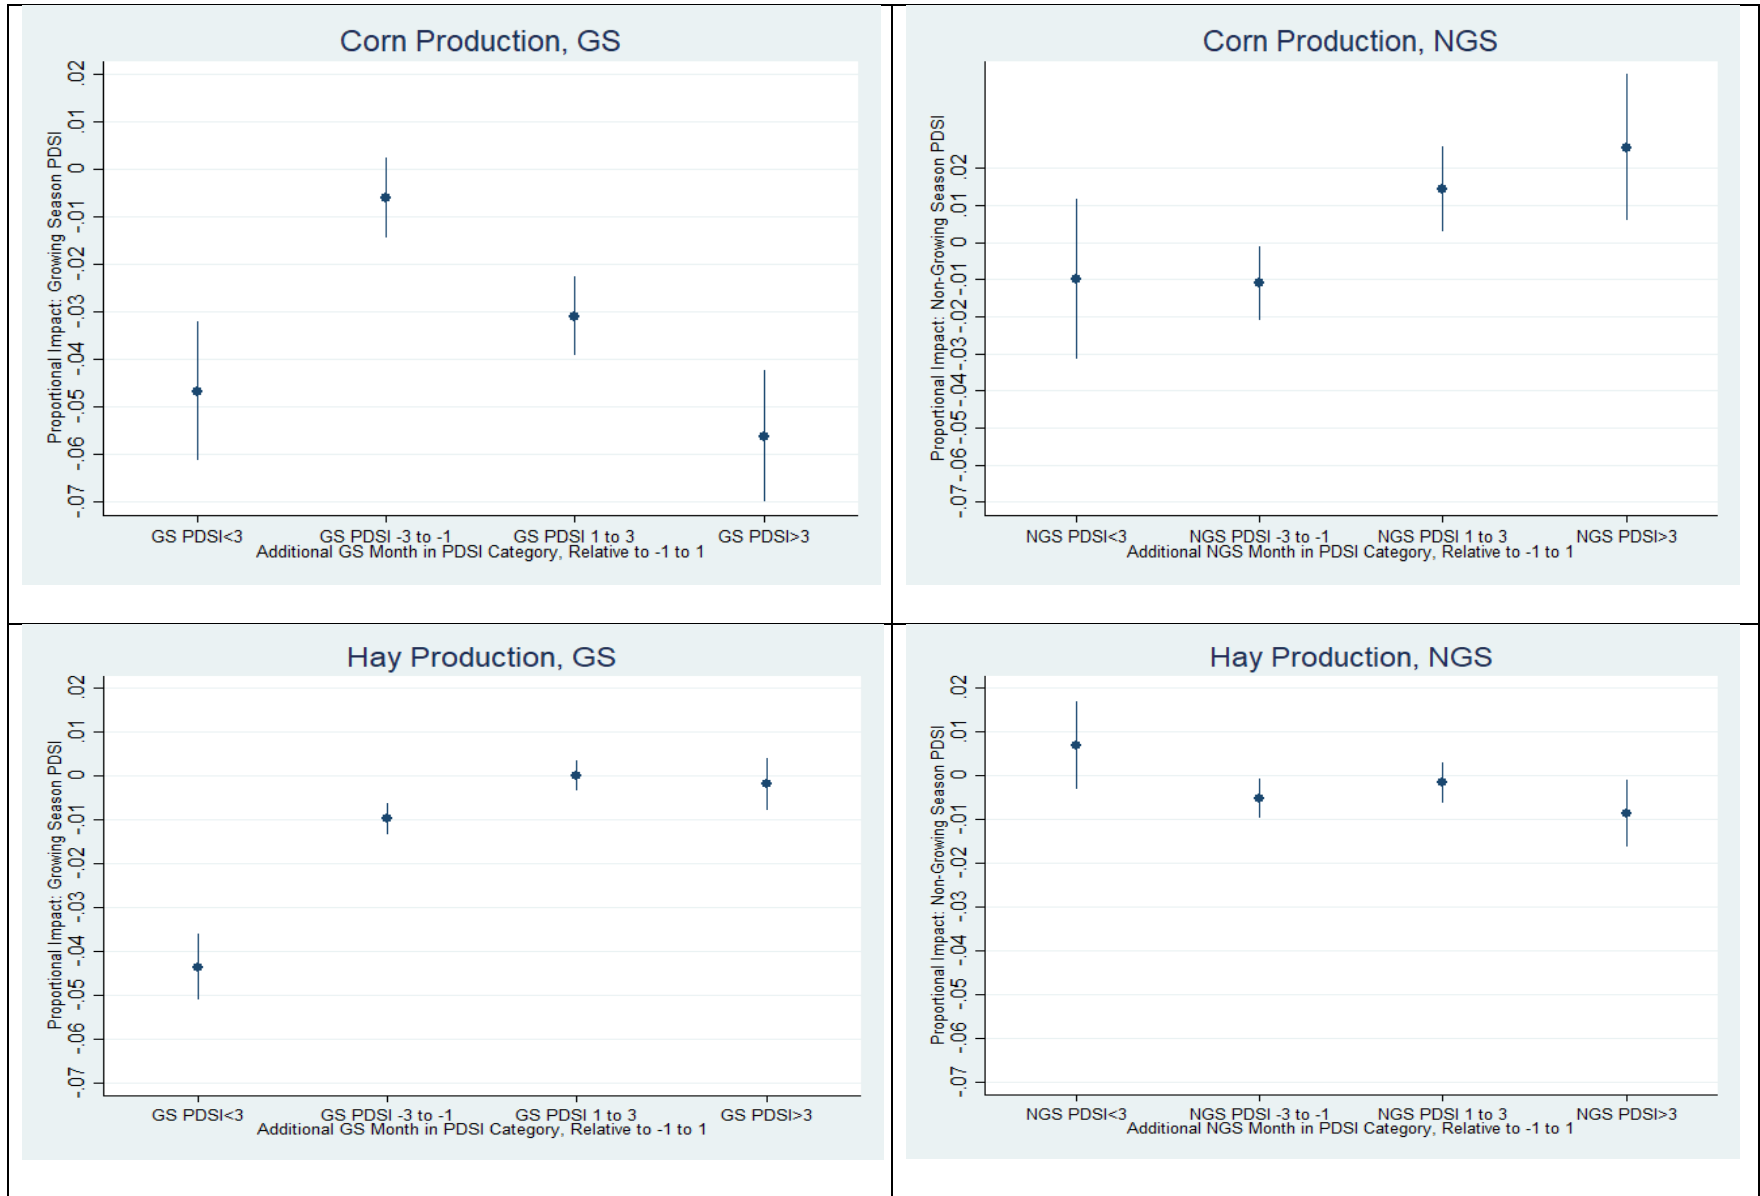 Corn Production, GS
Proportional Impact: Growing Season PDSI
.02
.01
0
-.01
-.02
-.03
-.04
-.05
-.06
-.07
GS PDSI<3
GS PDSI -3 to -1
GS PDSI 1 to 3
GS PDSI>3
Additional GS Month in PDSI Category, Relative to -1 to 1
Corn Production, NGS
Proportional Impact: Non-Growing Season PDSI
.02
.01
0
-.01
-.02
-.03
-.04
-.05
-.06
-.07
NGS PDSI<3
NGS PDSI -3 to -1
NGS PDSI 1 to 3
NGS PDSI>3
Additional NGS Month in PDSI Category, Relative to -1 to 1
Hay Production, GS
Proportional Impact: Growing Season PDSI
.02
.01
0
-.01
-.02
-.03
-.04
-.05
-.06
-.07
GS PDSI<3
GS PDSI -3 to -1
GS PDSI 1 to 3
GS PDSI>3
Additional GS Month in PDSI Category, Relative to -1 to 1
Hay Production, NGS
Proportional Impact: Non-Growing Season PDSI
.02
.01
0
-.01
-.02
-.03
-.04
-.05
-.06
-.07
NGS PDSI<3
NGS PDSI -3 to -1
NGS PDSI 1 to 3
NGS PDSI>3
Additional NGS Month in PDSI Category, Relative to -1 to 1